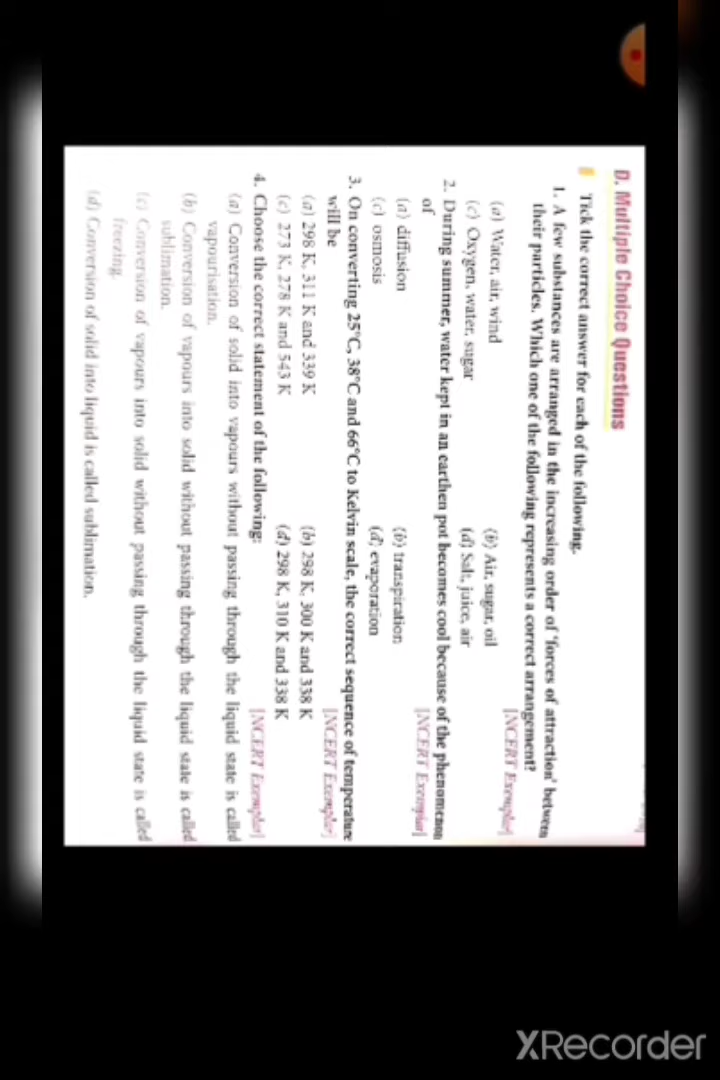 D. Multiple Choice Questions
Tick the correct answer for each of the following.
1. A few substances are arranged in the increasing order of 'forces of attraction' between
their particles. Which one of the following represents a correct arrangement?
[NCERT Exemplar]
(a) Water, air, wind (b) Air, sugar, oil
(c) Oxygen, water, sugar (d) Salt, juice, air
2. During summer, water kept in an earthen pot becomes cool because of the phenomenon
of [NCERT Exemplar]
(a) diffusion (b) transpiration
(c) osmosis (d) evaporation
3. On converting 25°C, 38°C and 66°C to Kelvin scale, the correct sequence of temperature
will be [NCERT Exemplar]
(a) 298 K, 311 K and 339 K (b) 298 K, 300 K and 338 K
(c) 273 K, 278 K and 543 K (d) 298 K, 310 K and 338 K
4. Choose the correct statement of the following: [NCERT Exemplar]
(a) Conversion of solid into vapours without passing through the liquid state is called
vapourisation.
(b) Conversion of vapours into solid without passing through the liquid state is called
sublimation.
(c) Conversion of vapours into solid without passing through the liquid state is called
freezing.
(d) Conversion of solid into liquid is called sublimation.
XRecorder